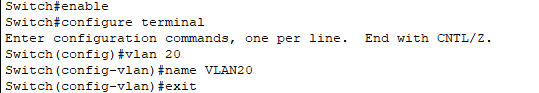 Switch#enable
Switch#configure terminal
Enter configuration commands, one per line.  End with CNTL/Z.
Switch(config)#vlan 20
Switch(config-vlan)#name VLAN20
Switch(config-vlan)#exit